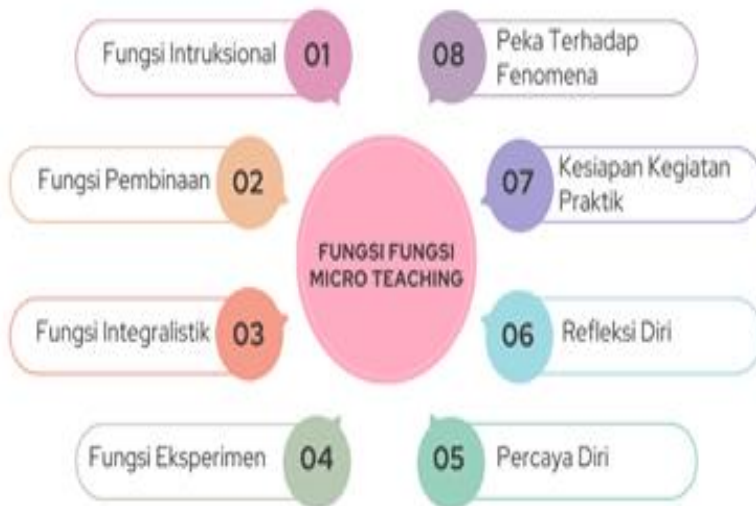 Fungsi Intruksional
01
Fungsi Pembinaan
02
Fungsi Integralistik
03
Fungsi Eksperimen
04
FUNGSI FUNGSI
MICRO TEACHING
08
Peka Terhadap
Fenomena
07
Kesiapan Kegiatan
Praktik
06
Refleksi Diri
05
Percaya Diri